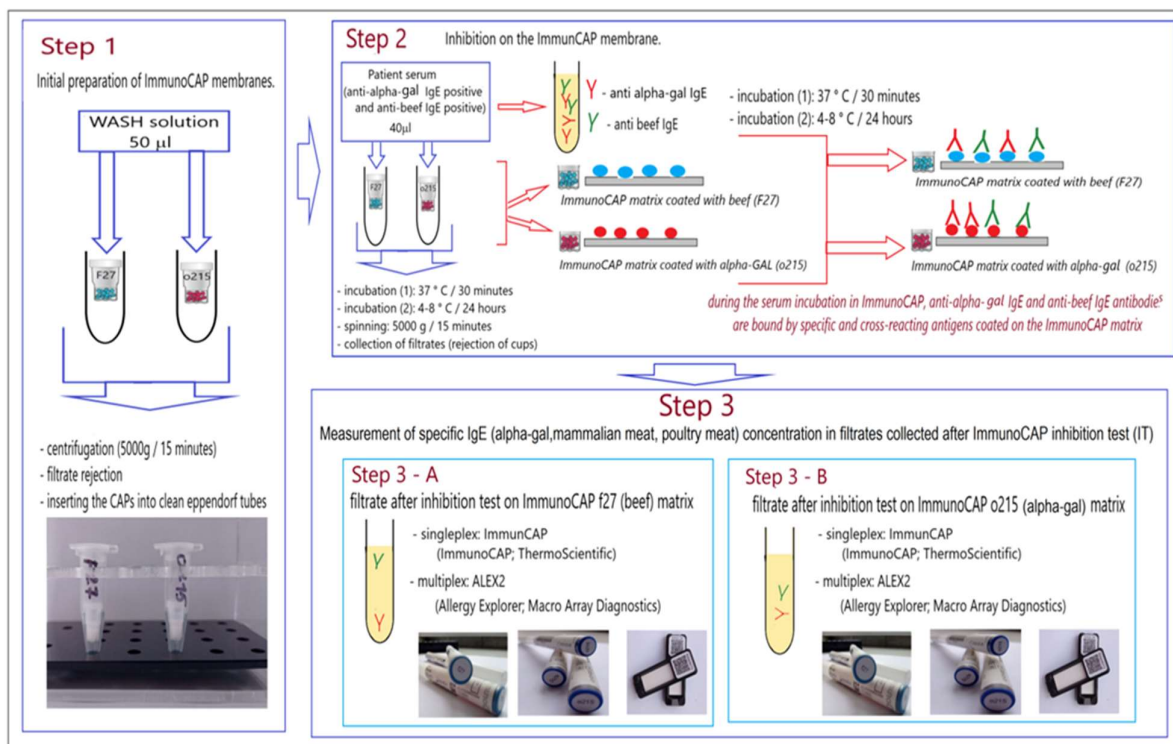 Step 1
Initial preparation of ImmunoCAP membranes.
WASH solution
50 µl
F27
o215
- centrifugation (5000g / 15 minutes)
- filtrate rejection
- inserting the CAPs into clean eppendorf tubes
F27
Step 2
Inhibition on the ImmunCAP membrane.
Patient serum
(anti-alpha-gal IgE positive
and anti-beef IgE positive)
40µl
- anti alpha-gal IgE
- anti beef IgE
- incubation (1): 37 ° C / 30 minutes
- incubation (2): 4-8 ° C / 24 hours
F27
o215
ImmunoCAP matrix coated with beef (F27)
ImmunoCAP matrix coated with alpha-GAL (o215)
ImmunoCAP matrix coated with beef (F27)
ImmunoCAP matrix coated with alpha-gal (o215)
- incubation (1): 37 ° C / 30 minutes
- incubation (2): 4-8 ° C / 24 hours
- spinning: 5000 g / 15 minutes
- collection of filtrates (rejection of cups)
during the serum incubation in ImmunoCAP, anti-alpha-gal IgE and anti-beef IgE antibodies
are bound by specific and cross-reacting antigens coated on the ImmunoCAP matrix
Step 3
Measurement of specific IgE (alpha-gal,mammalian meat, poultry meat) concentration in filtrates collected after ImmunoCAP inhibition test (IT)
Step 3 - A
filtrate after inhibition test on ImmunoCAP f27 (beef) matrix
- singleplex: ImmunCAP
(ImmunoCAP; ThermoScientific)
- multiplex: ALEX2
(Allergy Explorer; Macro Array Diagnostics)
Step 3 - B
filtrate after inhibition test on ImmunoCAP o215 (alpha-gal) matrix
- singleplex: ImmunCAP
(ImmunoCAP; ThermoScientific)
- multiplex: ALEX2
(Allergy Explorer; Macro Array Diagnostics)